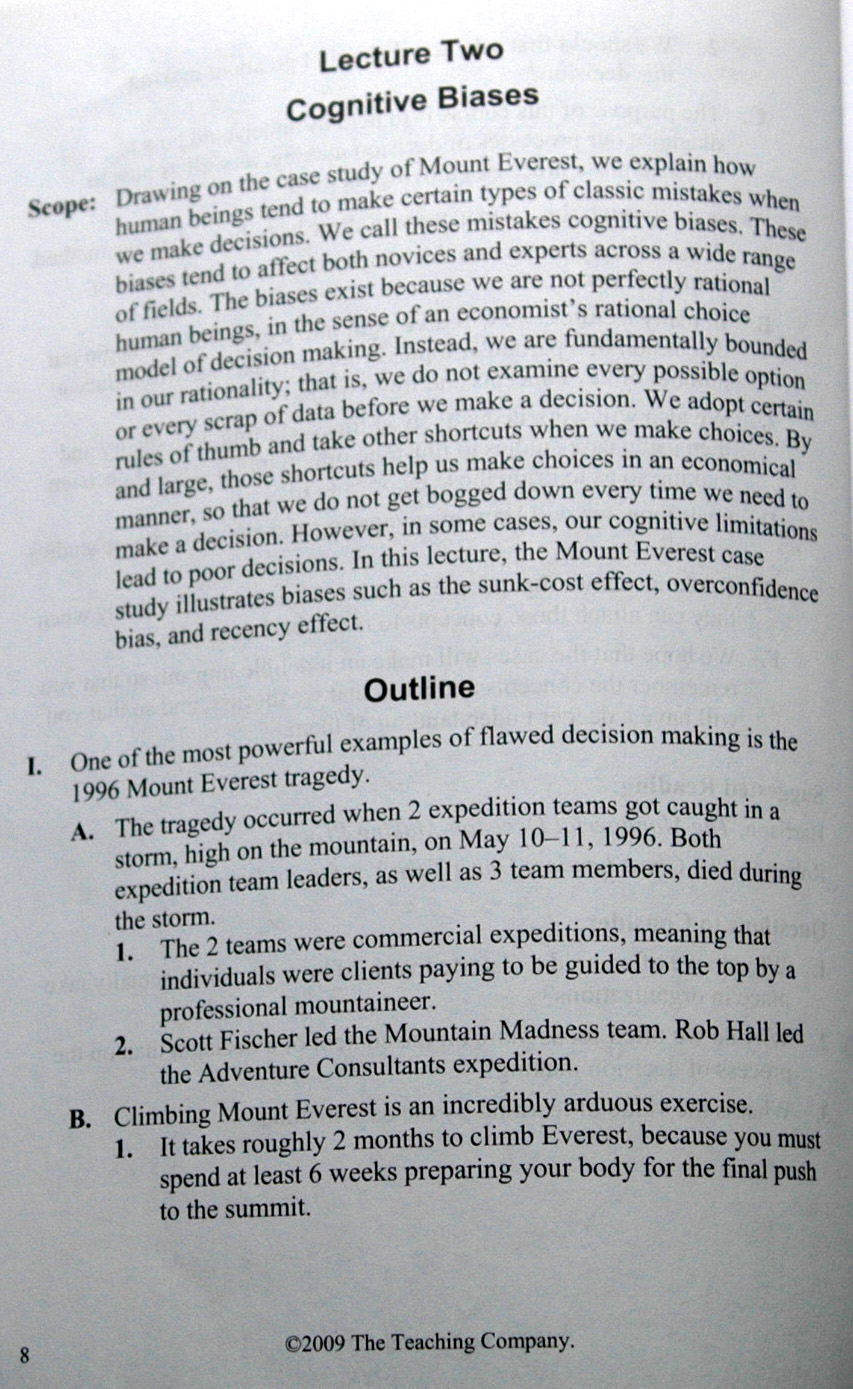 Lecture Two
Cognitive Biases
Scope: Drawing on the case study of Mount Everest, we explain how
human beings tend to make certain types of classic mistakes when
we make decisions. We call these mistakes cognitive biases. These
biases tend to affect both novices and experts across a wide range
of fields. The biases exist because we are not perfectly rational
human beings, in the sense of an economist's rational choice
model of decision making. Instead, we are fundamentally bounded
in our rationality; that is, we do not examine every possible option
or every scrap of data before we make a decision. We adopt certain
rules of thumb and take other shortcuts when we make choices. By
and large, those shortcuts help us make choices in an economical
manner, so that we do not get bogged down every time we need to
make a decision. However, in some cases, our cognitive limitations
lead to poor decisions. In this lecture, the Mount Everest case
study illustrates biases such as the sunk-cost effect, overconfidence
bias, and recency effect.
Outline
I. One of the most powerful examples of flawed decision making is the
1996 Mount Everest tragedy.
A. The tragedy occurred when 2 expedition teams got caught in a
storm, high on the mountain, on May 10–11, 1996. Both
expedition team leaders, as well as 3 team members, died during
the storm.
1. The 2 teams were commercial expeditions, meaning that
individuals were clients paying to be guided to the top by a
professional mountaineer.
2. Scott Fischer led the Mountain Madness team. Rob Hall led
the Adventure Consultants expedition.
B. Climbing Mount Everest is an incredibly arduous exercise.
1. It takes roughly 2 months to climb Everest, because you must
spend at least 6 weeks preparing your body for the final push
to the summit.
8 ©2009 The Teaching Company.